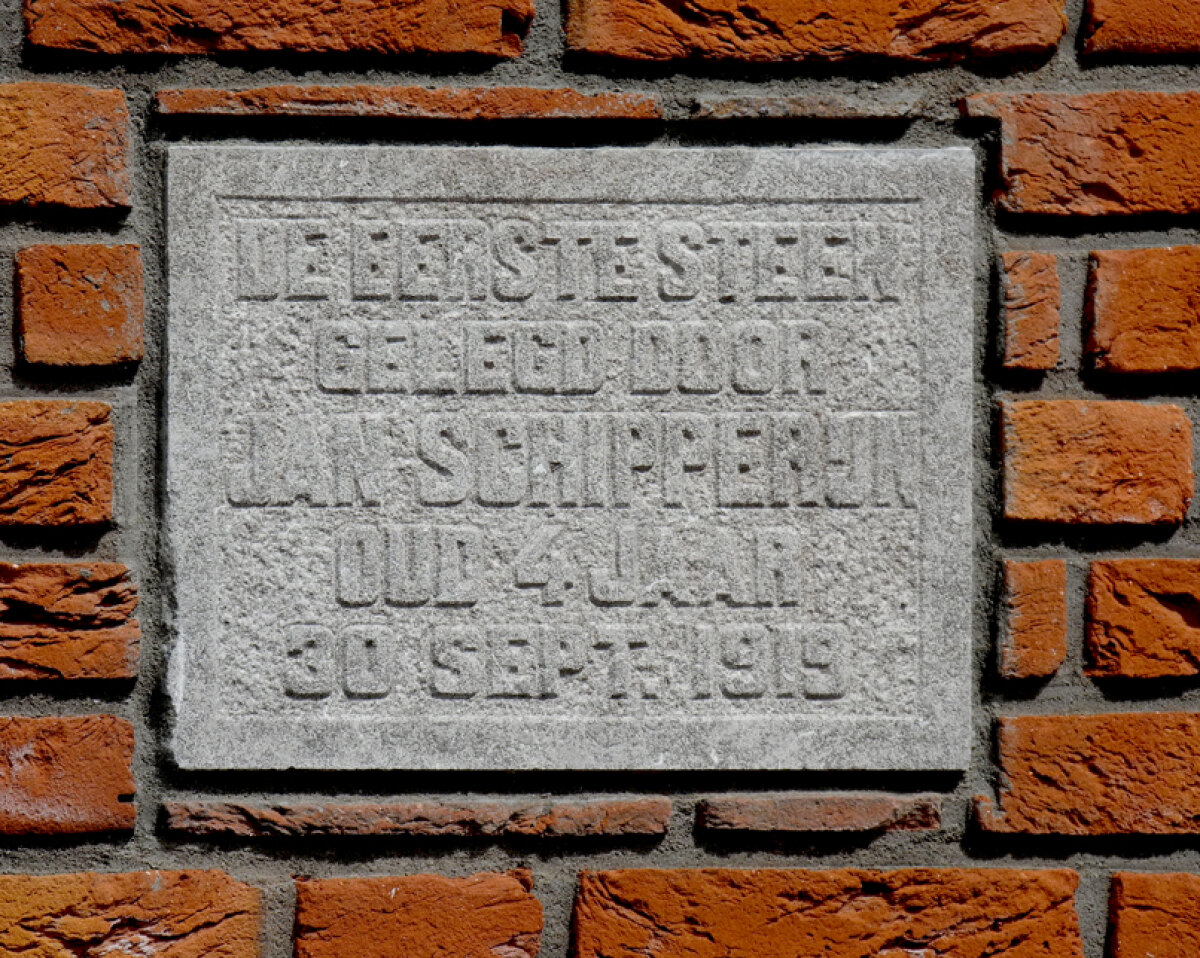 DE EERSTE STEEN
GELEGD DOOR
JAN SCHIPPERIJN
OUD 4 JAAR
30 SEPT. 1919